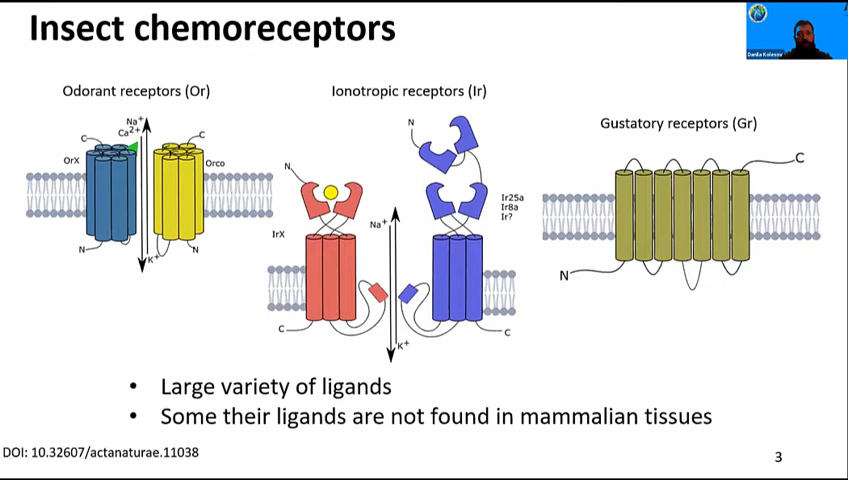 Insect chemoreceptors
Danila Kolesov
Odorant receptors (Or)
Ionotropic receptors (Ir)
Gustatory receptors (Gr)
Na+
Ca2+
C
C
OrX
Orco
N
N
K+
N
N
IrX
Na+
Ir25a
Ir8a
Ir?
C
C
K+
C
N
• Large variety of ligands
• Some their ligands are not found in mammalian tissues
DOI: 10.32607/actanaturae.11038
3